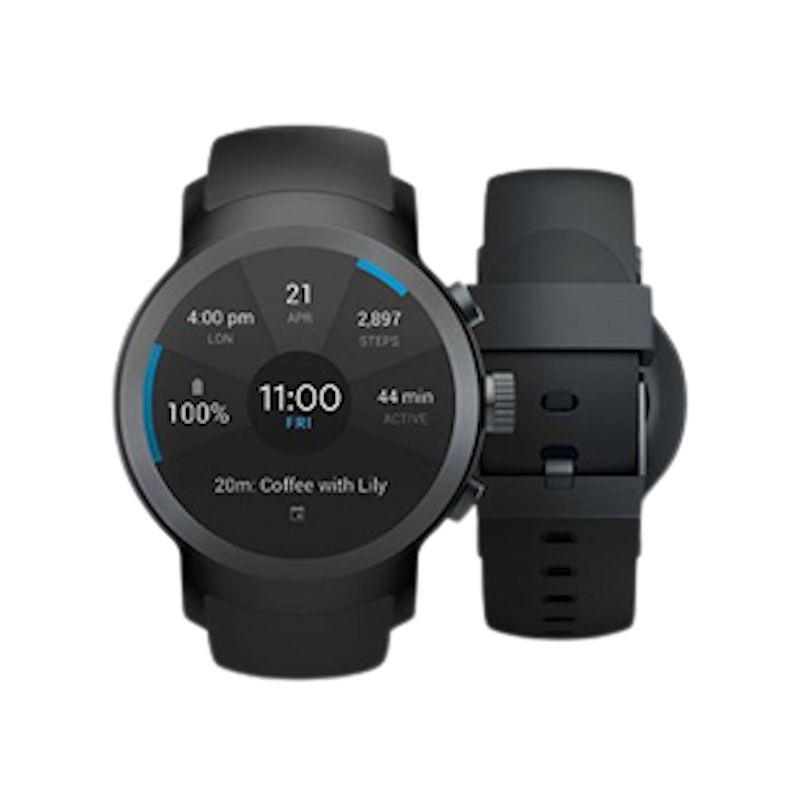 21
APR
4:00 pm
LON
2,897
STEPS
100%
11:00
FRI
44 min
ACTIVE
20m: Coffee with Lily